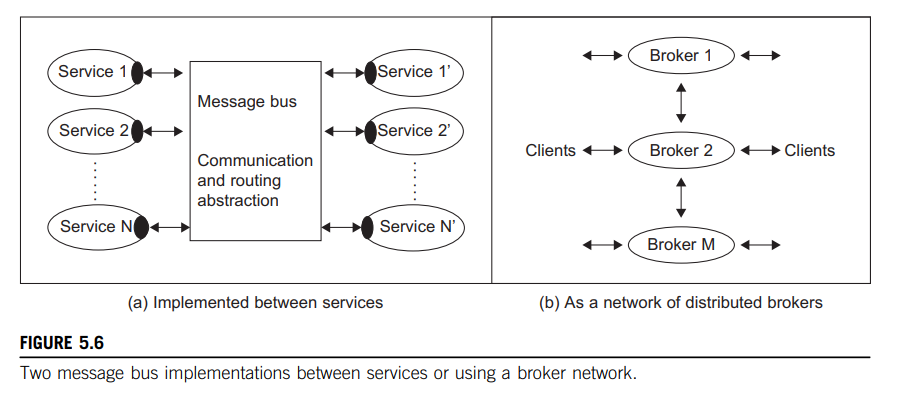 Service 1
Service 2
Service N
Message bus
Communication
and routing
abstraction
Service 1’
Service 2’
Service N’
(a) Implemented between services
Broker 1
Clients
Broker 2
Clients
Broker M
(b) As a network of distributed brokers
FIGURE 5.6
Two message bus implementations between services or using a broker network.